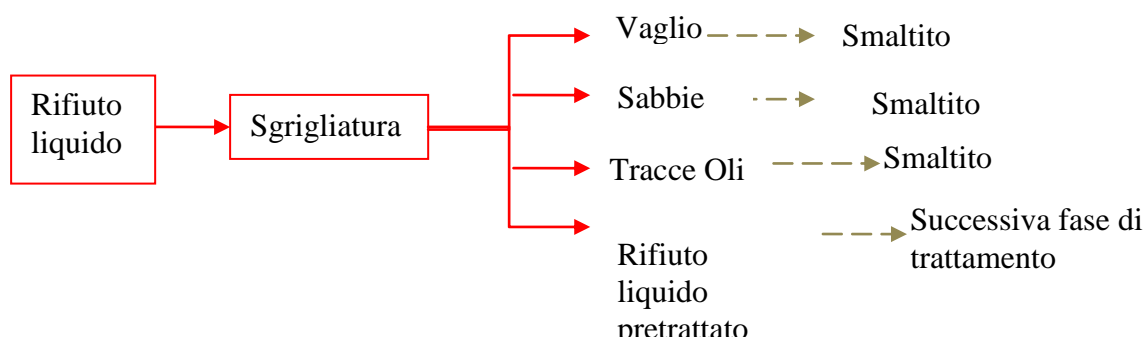 Rifiuto
liquido
Sgrigliatura
Vaglio
Smaltito
Sabbie
Smaltito
Tracce Oli
Smaltito
Rifiuto
liquido
pretrattato
Successiva fase di
trattamento